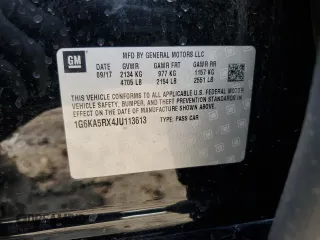 GM
MFD BY GENERAL MOTORS LLC
DATE GVWR GAWR FRT GAWR RR
09/17 2134 KG 977 KG 1157 KG
4705 LB 2154 LB 2551 LB
THIS VEHICLE CONFORMS TO ALL APPLICABLE U.S. FEDERAL MOTOR
VEHICLE SAFETY, BUMPER, AND THEFT PREVENTION STANDARDS IN
EFFECT ON THE DATE OF MANUFACTURE SHOWN ABOVE.
1G6KA5RX4JU113613 TYPE: PASS CAR